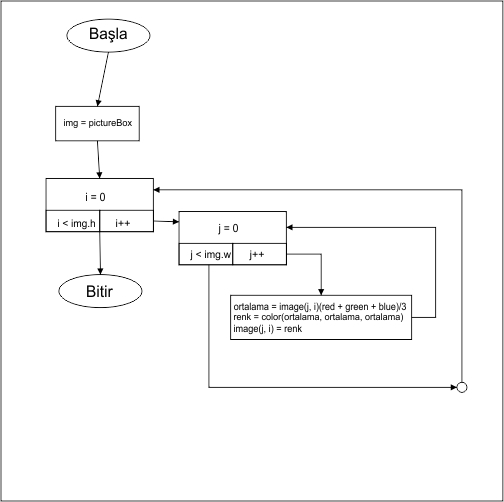 Başla
img = pictureBox
i = 0
i < img.h
i++
j = 0
j < img.w
j++
Bitir
ortalama = image(j, i)(red + green + blue)/3
renk = color(ortalama, ortalama, ortalama)
image(j, i) = renk